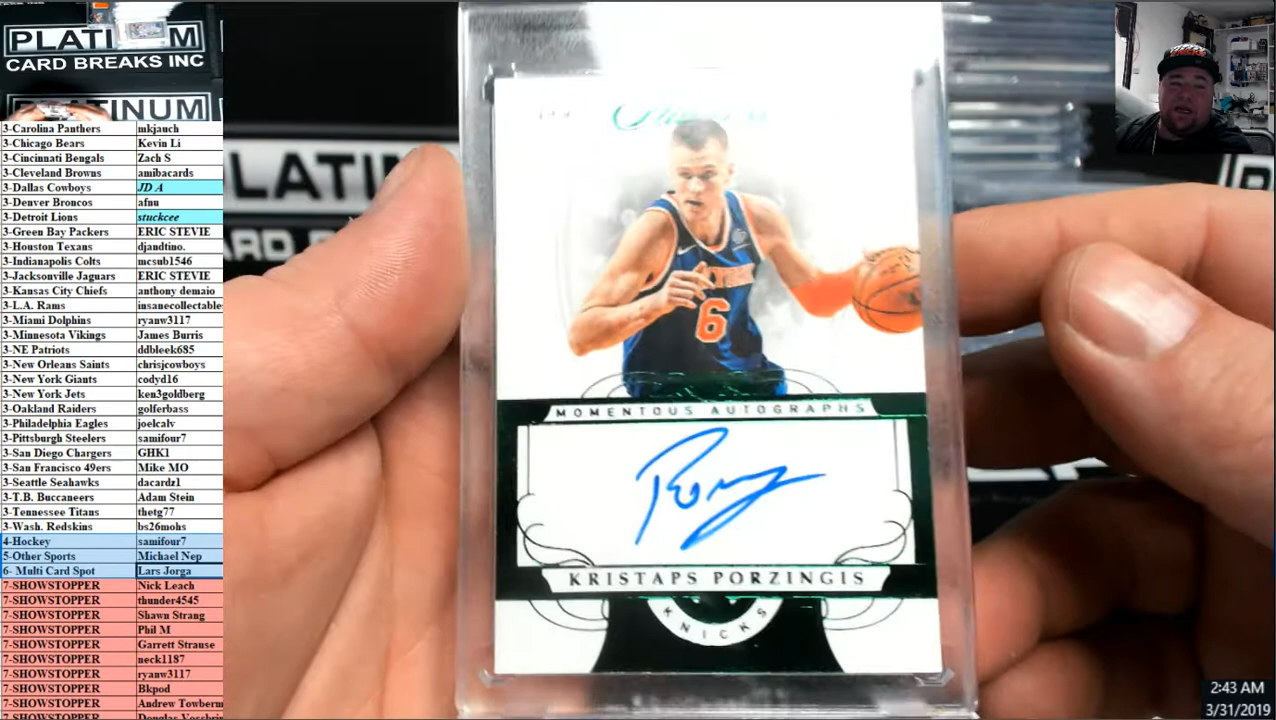 PLATINUM
CARD BREAKS INC
PLATINUM
3-Carolina Panthers mkjauch
3-Chicago Bears Kevin Li
3-Cincinnati Bengals Zach S
3-Cleveland Browns amibacards
3-Dallas Cowboys JD A
3-Denver Broncos afnu
3-Detroit Lions stuckcee
3-Green Bay Packers ERIC STEVIE
3-Houston Texans djandtino.
3-Indianapolis Colts mcsub1546
3-Jacksonville Jaguars ERIC STEVIE
3-Kansas City Chiefs anthony demaio
3-L.A. Rams insanecollectable
3-Miami Dolphins ryanw3117
3-Minnesota Vikings James Burris
3-NE Patriots ddbleek685
3-New Orleans Saints chrisjcowboys
3-New York Giants codyd16
3-New York Jets ken3goldberg
3-Oakland Raiders golferbass
3-Philadelphia Eagles joelcalv
3-Pittsburgh Steelers samifour7
3-San Diego Chargers GHK1
3-San Francisco 49ers Mike MO
3-Seattle Seahawks dacardz1
3-T.B. Buccaneers Adam Stein
3-Tennessee Titans thetg77
3-Wash. Redskins bs26mohs
4-Hockey samifour7
5-Other Sports Michael Nep
6- Multi Card Spot Lars Jorga
7-SHOWSTOPPER Nick Leach
7-SHOWSTOPPER thunder4545
7-SHOWSTOPPER Shawn Strang
7-SHOWSTOPPER Phil M
7-SHOWSTOPPER Garrett Strause
7-SHOWSTOPPER neck1187
7-SHOWSTOPPER ryanw3117
7-SHOWSTOPPER Bkpod
7-SHOWSTOPPER Andrew Towberm
7-SHOWSTOPPER
LATIN
ARD B
6
MOMENTOUS AUTOGRAPHS
KRISTAPS PORZINGIS
KNICKS
2:43 AM
3/31/2019